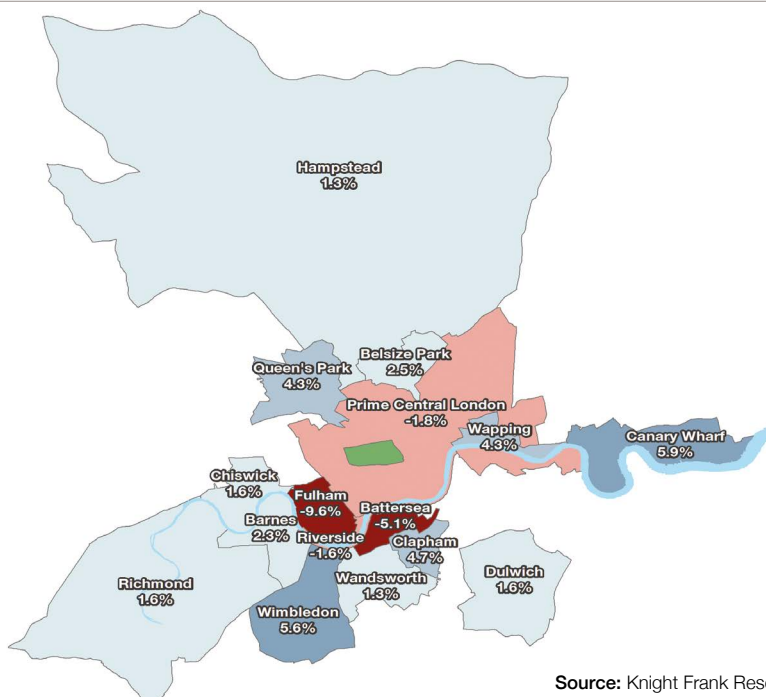 Hampstead
1.3%
Belsize Park
2.5%
Queen's Park
4.3%
Prime Central London
-1.8%
Wapping
4.3%
Canary Wharf
5.9%
Chiswick
1.6%
Fulham
-9.6%
Battersea
-5.1%
Barnes
2.3%
Riverside
-1.6%
Clapham
4.7%
Richmond
1.6%
Wandsworth
1.3%
Dulwich
1.6%
Wimbledon
5.6%
Source: Knight Frank Rese